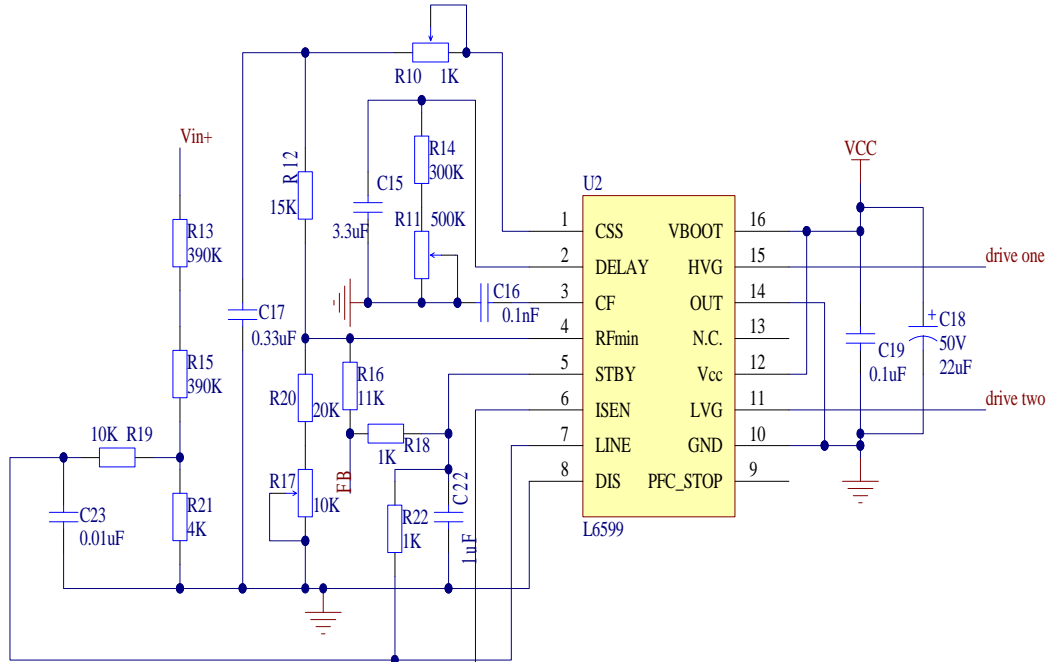 R10 1K
Vin+
R12
15K
R14
300K
C15
3.3uF
R11 500K
C16
0.1nF
R13
390K
C17
0.33uF
R15
390K
R16
11K
R20
20K
R18
1K
FB
R17
10K
C22
1uF
R22
1K
10K R19
C23
0.01uF
R21
4K
U2
1 CSS VBOOT 16
2 DELAY HVG 15
3 CF OUT 14
4 RFmin N.C. 13
5 STBY Vcc 12
6 ISEN LVG 11
7 LINE GND 10
8 DIS PFC_STOP 9
L6599
VCC
drive one
+ C18
50V
22uF
C19
0.1uF
drive two